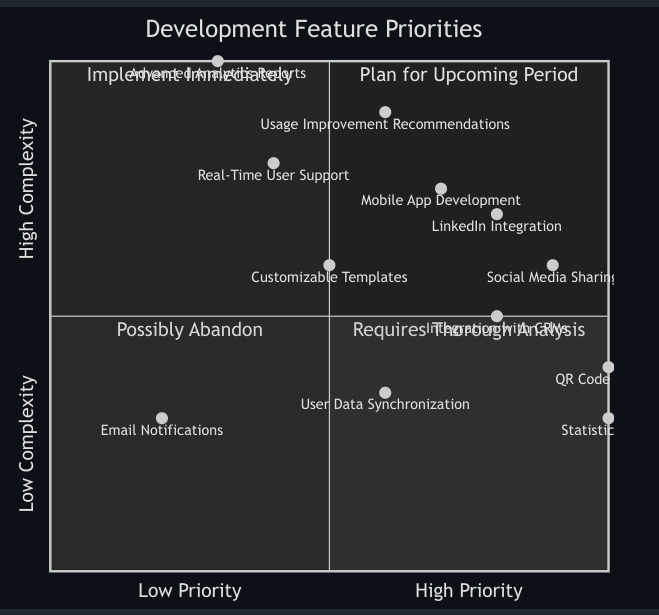 Development Feature Priorities
Implement Immediately
Plan for Upcoming Period
Advanced Analytics Reports
Usage Improvement Recommendations
Real-Time User Support
Mobile App Development
LinkedIn Integration
Customizable Templates
Social Media Sharing
High Complexity
Possibly Abandon
Requires Thorough Analysis
Integration with CRMs
QR Code
User Data Synchronization
Email Notifications
Statistic
Low Complexity
Low Priority
High Priority